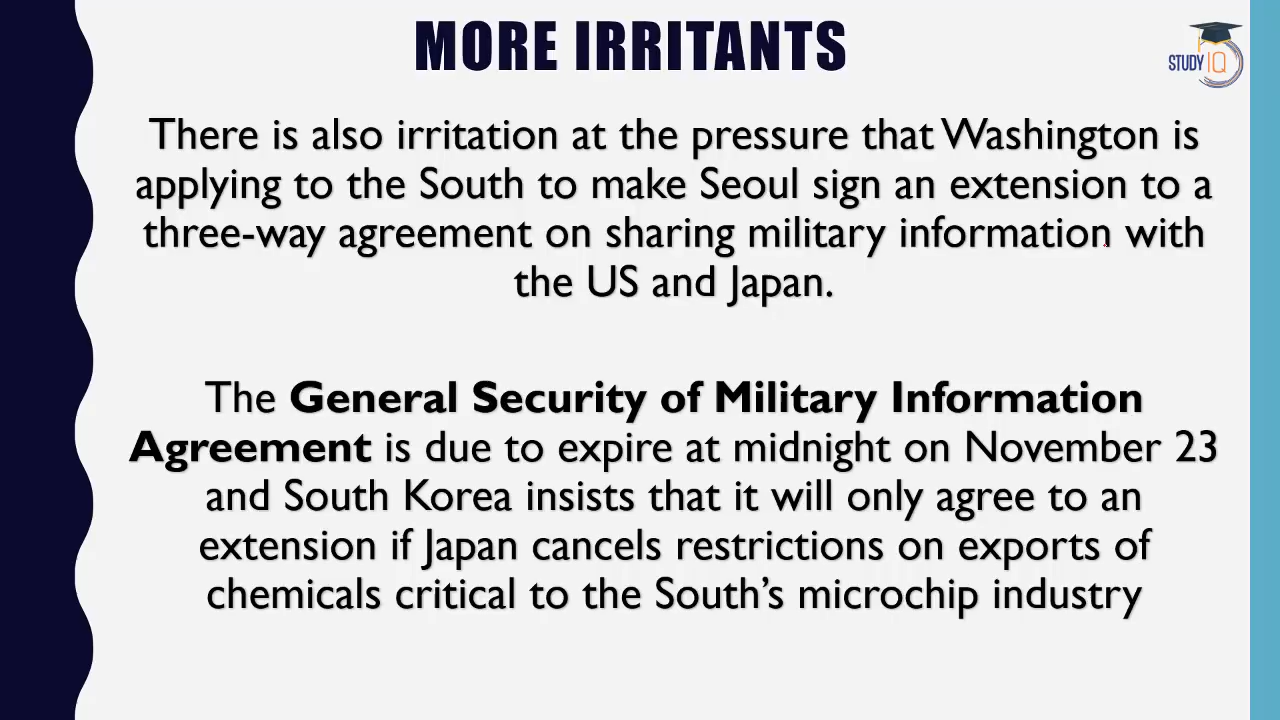 MORE IRRITANTS
STUDY IQ
There is also irritation at the pressure that Washington is
applying to the South to make Seoul sign an extension to a
three-way agreement on sharing military information with
the US and Japan.
The General Security of Military Information
Agreement is due to expire at midnight on November 23
and South Korea insists that it will only agree to an
extension if Japan cancels restrictions on exports of
chemicals critical to the South’s microchip industry